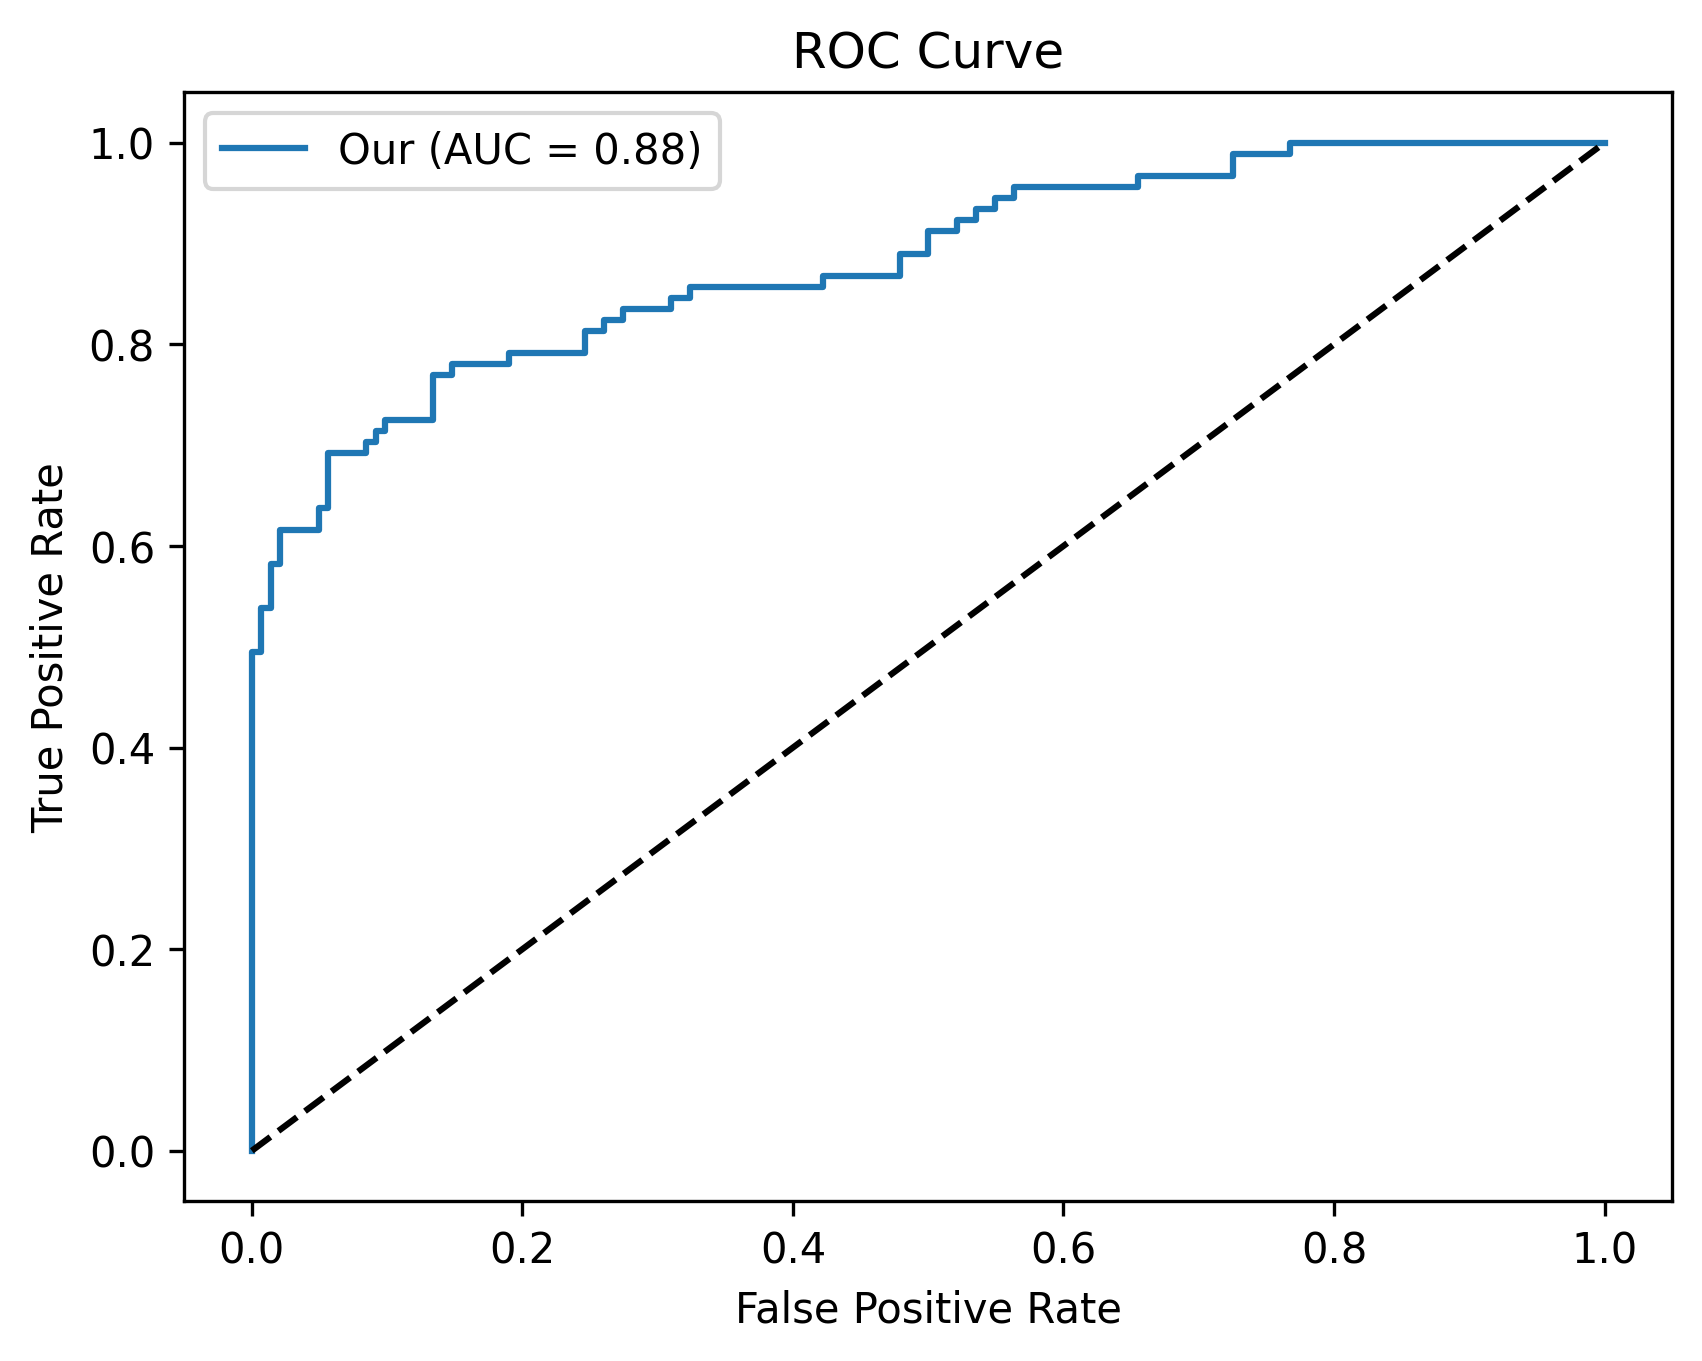 ROC Curve
Our (AUC = 0.88)
1.0
0.8
0.6
0.4
0.2
0.0
True Positive Rate
0.0 0.2 0.4 0.6 0.8 1.0
False Positive Rate